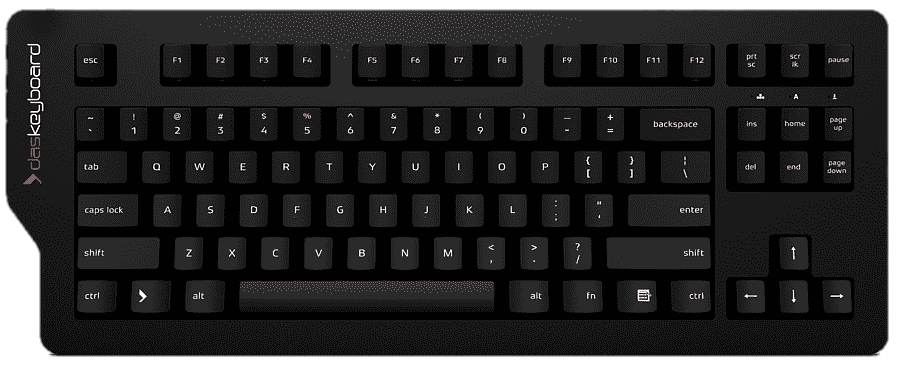 daskeyboard
esc F1 F2 F3 F4 F5 F6 F7 F8 F9 F10 F11 F12 prt sc scr lk pause
A
~ ` ! 1 @ 2 # 3 $ 4 % 5 ^ 6 & 7 * 8 ( 9 ) 0 — - + = backspace ins home page up
tab Q W E R T Y U I O P { [ } ] ¦ \ del end page down
caps lock A S D F G H J K L : ; " ' enter
shift Z X C V B N M < , > . ? / shift ↑
ctrl alt alt fn ctrl ← ↓ →